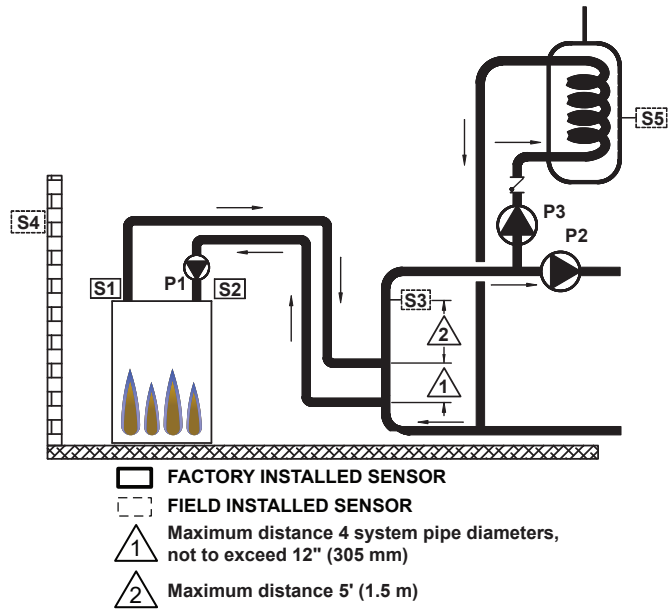 S5
P3
S4
P2
S1
P1
S2
S3
2
1
FACTORY INSTALLED SENSOR
FIELD INSTALLED SENSOR
1
Maximum distance 4 system pipe diameters,
not to exceed 12" (305 mm)
2
Maximum distance 5' (1.5 m)